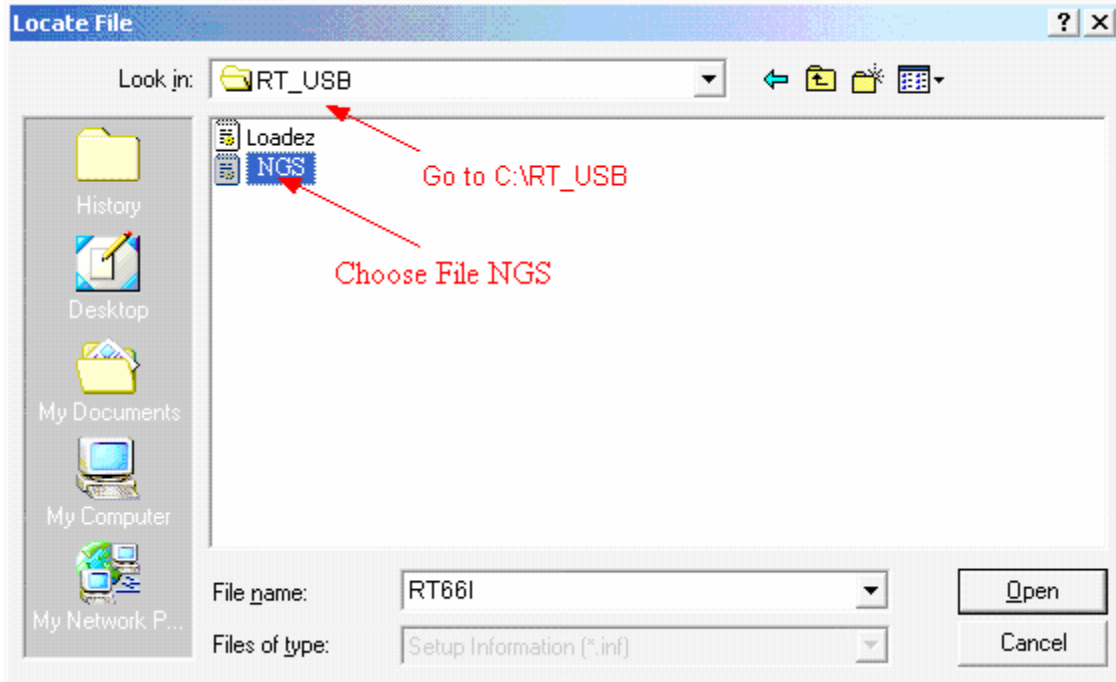 Locate File
Look in:
RT_USB
Loadez
NGS
Go to C:\RT_USB
Choose File NGS
History
Desktop
My Documents
My Computer
My Network P...
File name:
RT66I
Open
Files of type:
Setup Information (*.inf)
Cancel